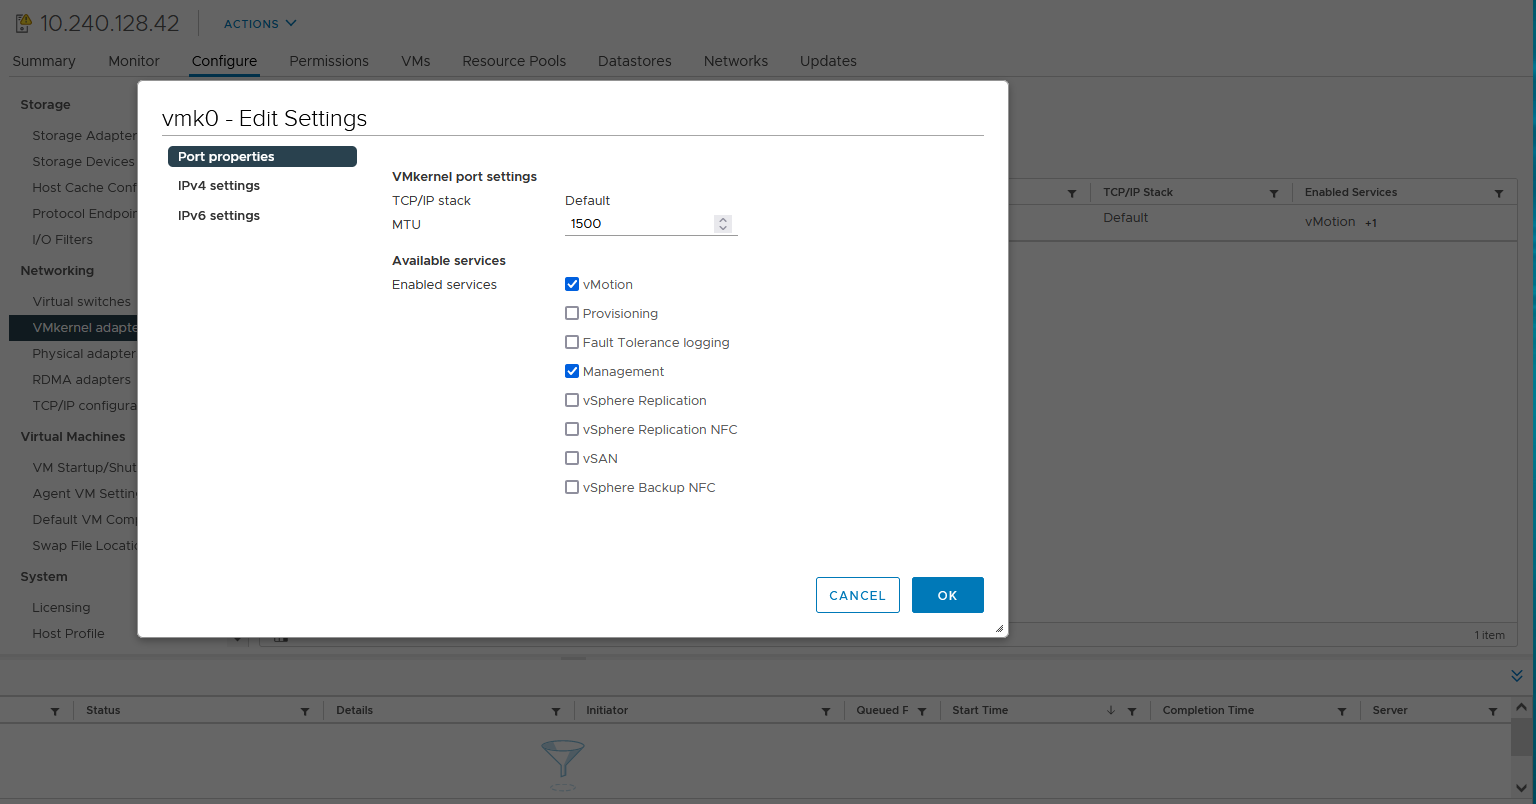 10.240.128.42 ACTIONS
Summary Monitor Configure Permissions VMs Resource Pools Datastores Networks Updates
Storage
Storage Adapter
Storage Devices
Host Cache Conf
Protocol Endpoin
I/O Filters
Networking
Virtual switches
VMkernel adapte
Physical adapter
RDMA adapters
TCP/IP configura
Virtual Machines
VM Startup/Shut
Agent VM Settin
Default VM Comp
Swap File Locatio
System
Licensing
Host Profile
vmk0 - Edit Settings
Port properties
IPv4 settings
IPv6 settings
VMkernel port settings
TCP/IP stack Default
MTU 1500
Available services
Enabled services vMotion
Provisioning
Fault Tolerance logging
Management
vSphere Replication
vSphere Replication NFC
vSAN
vSphere Backup NFC
CANCEL OK
TCP/IP Stack Enabled Services
Default vMotion +1
1 item
Status Details Initiator Queued F Start Time Completion Time Server